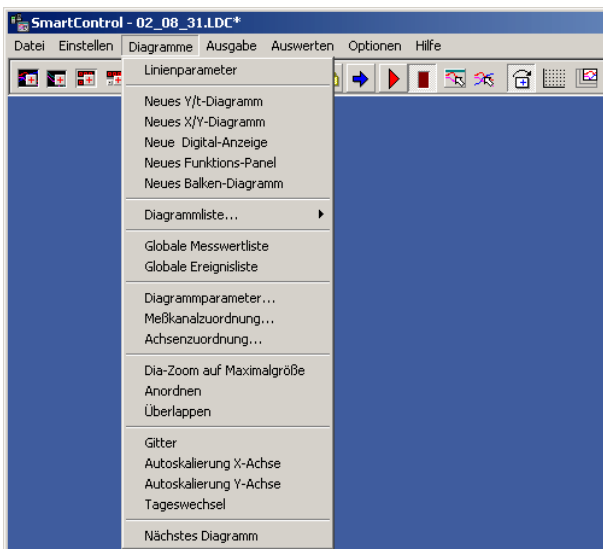 SmartControl - 02_08_31.LDC*
Datei Einstellen Diagramme Ausgabe Auswerten Optionen Hilfe
Linienparameter
Neues Y/t-Diagramm
Neues X/Y-Diagramm
Neue Digital-Anzeige
Neues Funktions-Panel
Neues Balken-Diagramm
Diagrammliste...
Globale Messwertliste
Globale Ereignisliste
Diagrammparameter...
Meßkanalzuordnung...
Achsenzuordnung...
Dia-Zoom auf Maximalgröße
Anordnen
Überlappen
Gitter
Autoskalierung X-Achse
Autoskalierung Y-Achse
Tageswechsel
Nächstes Diagramm